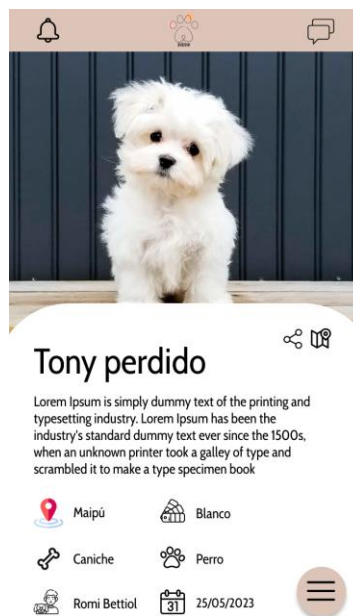 Tony perdido
Lorem Ipsum is simply dummy text of the printing and
typesetting industry. Lorem Ipsum has been the
industry's standard dummy text ever since the 1500s,
when an unknown printer took a galley of type and
scrambled it to make a type specimen book
Maipú
Blanco
Caniche
Perro
Romi Bettiol
31
25/05/2023